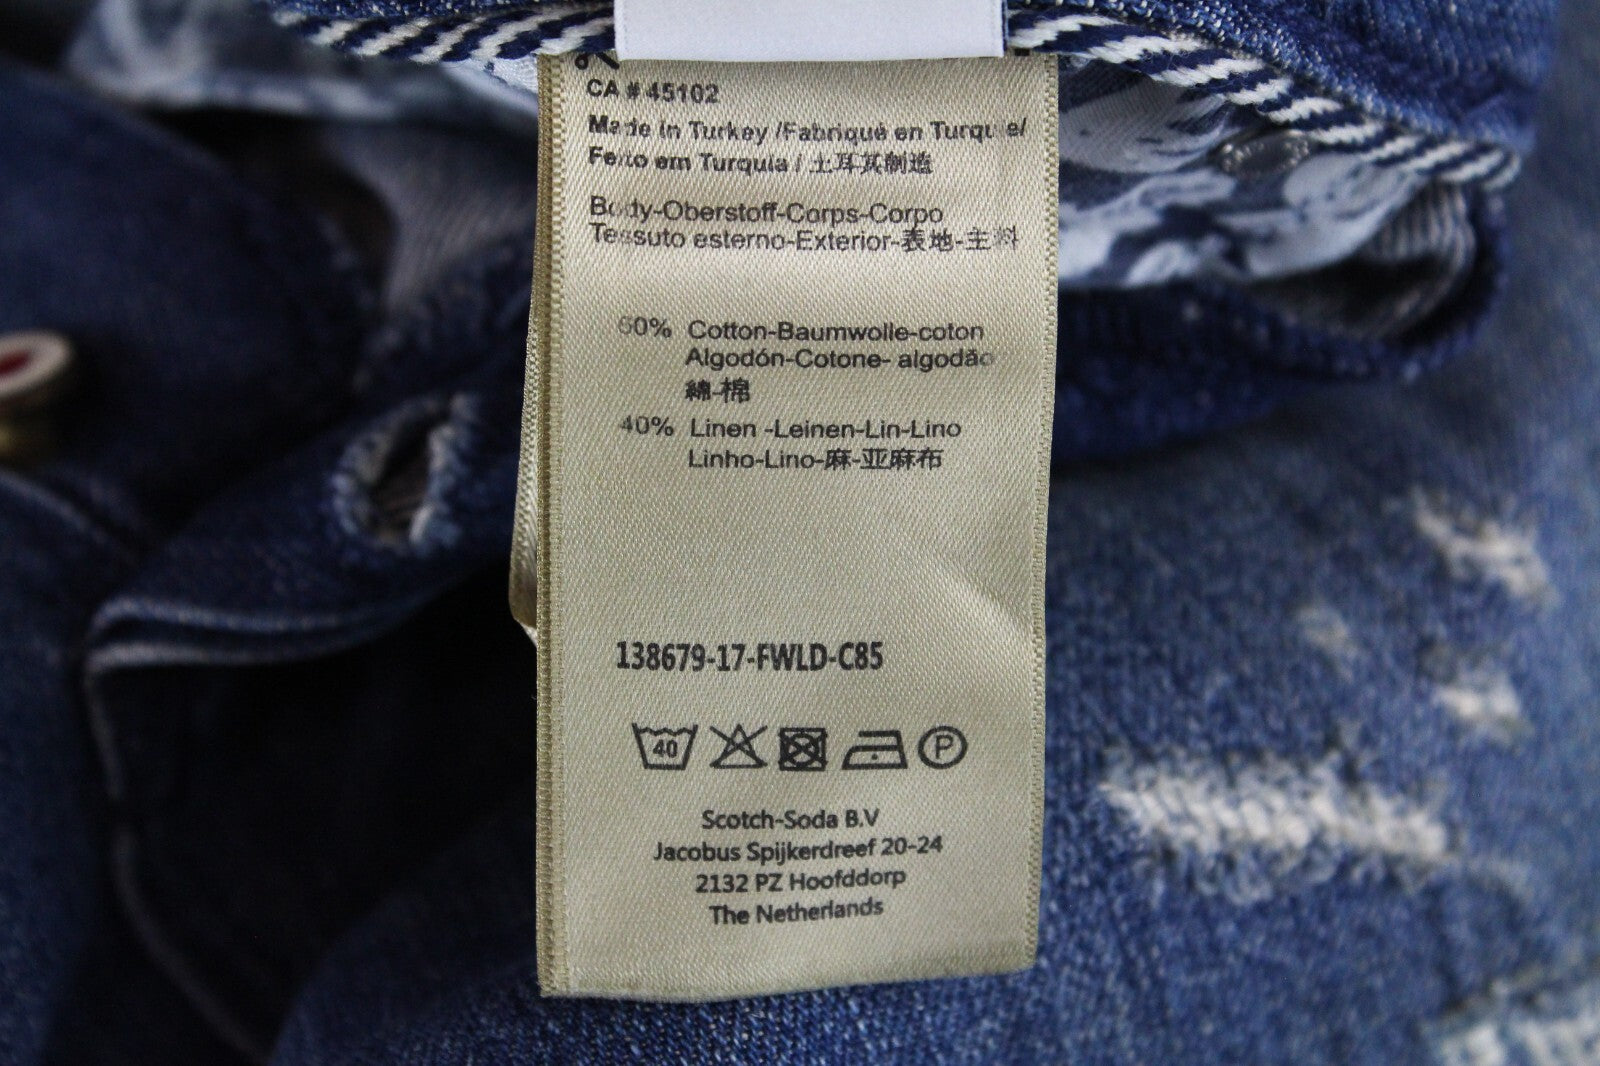 CA # 45102
Made in Turkey /Fabriqué en Turquie/
Feito em Turquia / 土耳其制造
Body-Oberstoff-Corps-Corpo
Tessuto esterno-Exterior-表地-主料
60% Cotton-Baumwolle-coton
Algodón-Cotone- algodão
綿-棉
40% Linen -Leinen-Lin-Lino
Linho-Lino-麻-亚麻布
138679-17-FWLD-C85
40
P
Scotch-Soda B.V
Jacobus Spijkerdreef 20-24
2132 PZ Hoofddorp
The Netherlands